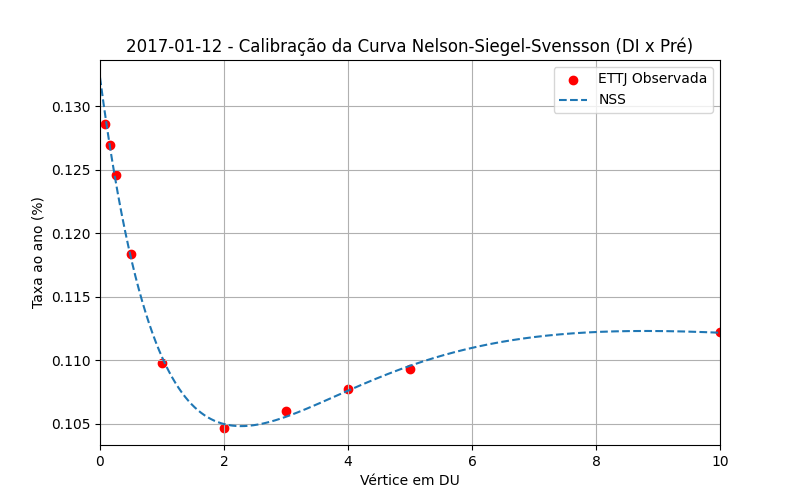 2017-01-12 - Calibração da Curva Nelson-Siegel-Svensson (DI x Pré)
ETTJ Observada
NSS
Taxa ao ano (%)
0.130
0.125
0.120
0.115
0.110
0.105
0
2
4
6
8
10
Vértice em DU